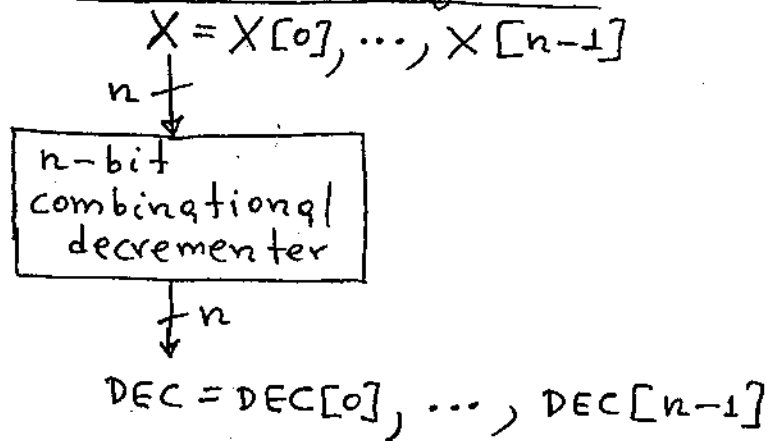 X = X[0], ..., X[n-1]
n
n-bit
combinational
decrementer
n
DEC = DEC[0], ..., DEC[n-1]